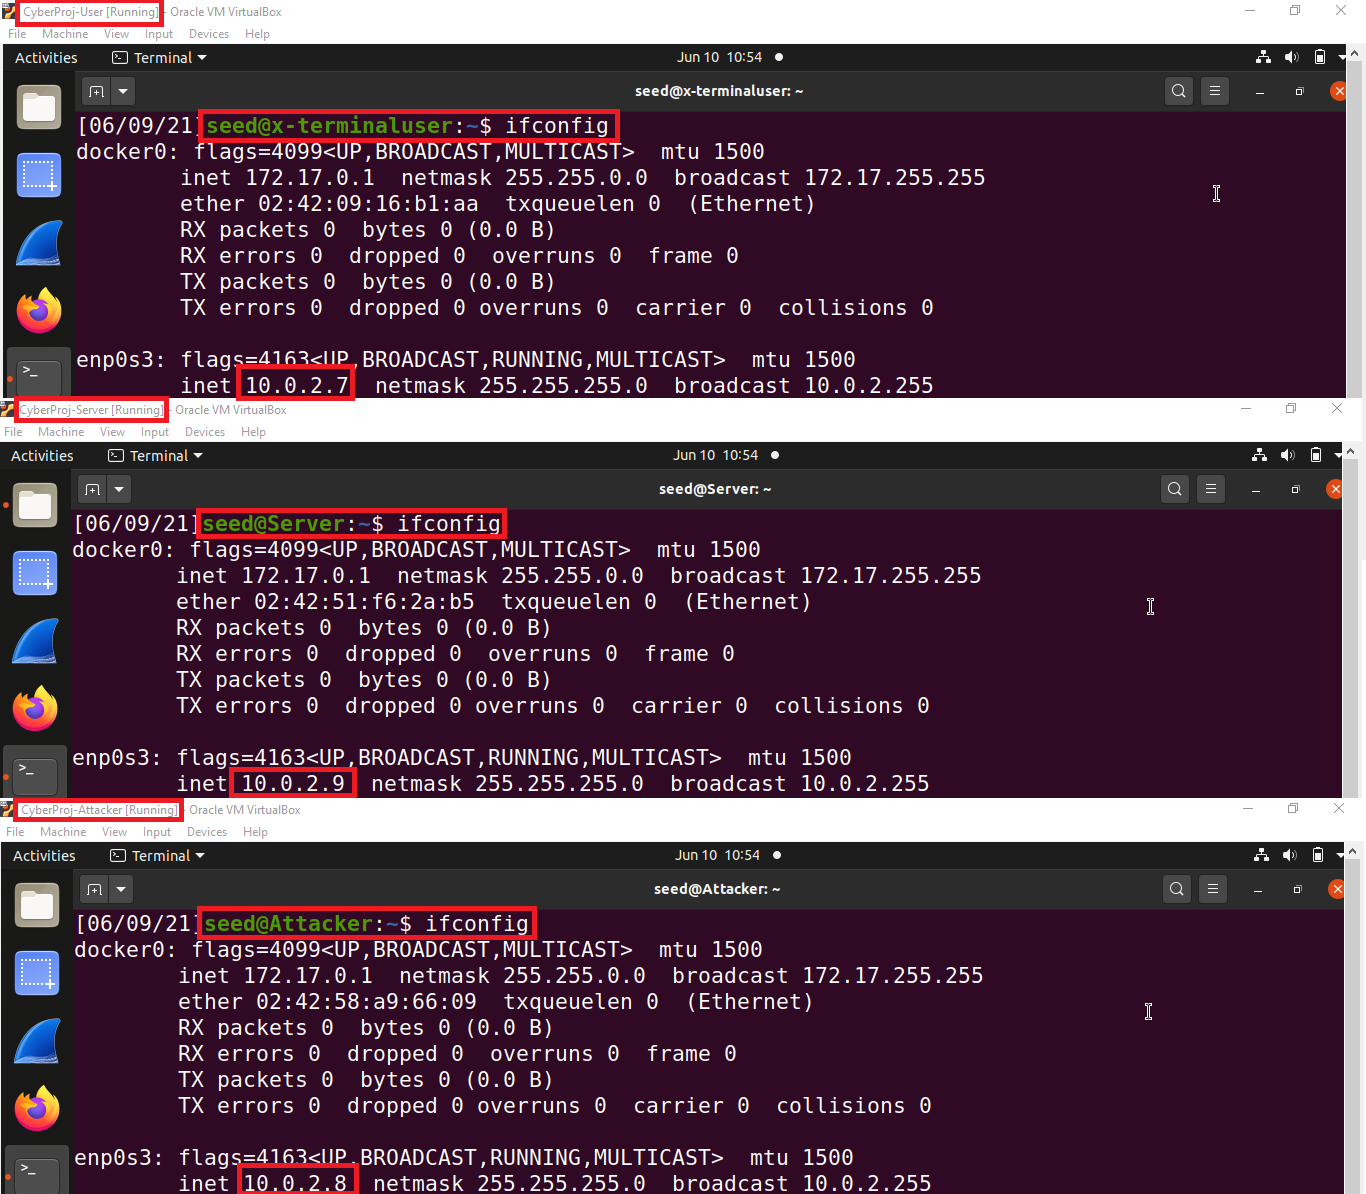 CyberProj-User [Running] - Oracle VM VirtualBox
File Machine View Input Devices Help
Activities Terminal Jun 10 10:54
seed@x-terminaluser: ~
[06/09/21]seed@x-terminaluser:~$ ifconfig
docker0: flags=4099<UP,BROADCAST,MULTICAST> mtu 1500
inet 172.17.0.1 netmask 255.255.0.0 broadcast 172.17.255.255
ether 02:42:09:16:b1:aa txqueuelen 0 (Ethernet)
RX packets 0 bytes 0 (0.0 B)
RX errors 0 dropped 0 overruns 0 frame 0
TX packets 0 bytes 0 (0.0 B)
TX errors 0 dropped 0 overruns 0 carrier 0 collisions 0
enp0s3: flags=4163<UP,BROADCAST,RUNNING,MULTICAST> mtu 1500
inet 10.0.2.7 netmask 255.255.255.0 broadcast 10.0.2.255
CyberProj-Server [Running] - Oracle VM VirtualBox
File Machine View Input Devices Help
Activities Terminal Jun 10 10:54
seed@Server: ~
[06/09/21]seed@Server:~$ ifconfig
docker0: flags=4099<UP,BROADCAST,MULTICAST> mtu 1500
inet 172.17.0.1 netmask 255.255.0.0 broadcast 172.17.255.255
ether 02:42:51:f6:2a:b5 txqueuelen 0 (Ethernet)
RX packets 0 bytes 0 (0.0 B)
RX errors 0 dropped 0 overruns 0 frame 0
TX packets 0 bytes 0 (0.0 B)
TX errors 0 dropped 0 overruns 0 carrier 0 collisions 0
enp0s3: flags=4163<UP,BROADCAST,RUNNING,MULTICAST> mtu 1500
inet 10.0.2.9 netmask 255.255.255.0 broadcast 10.0.2.255
CyberProj-Attacker [Running] - Oracle VM VirtualBox
File Machine View Input Devices Help
Activities Terminal Jun 10 10:54
seed@Attacker: ~
[06/09/21]seed@Attacker:~$ ifconfig
docker0: flags=4099<UP,BROADCAST,MULTICAST> mtu 1500
inet 172.17.0.1 netmask 255.255.0.0 broadcast 172.17.255.255
ether 02:42:58:a9:66:09 txqueuelen 0 (Ethernet)
RX packets 0 bytes 0 (0.0 B)
RX errors 0 dropped 0 overruns 0 frame 0
TX packets 0 bytes 0 (0.0 B)
TX errors 0 dropped 0 overruns 0 carrier 0 collisions 0
enp0s3: flags=4163<UP,BROADCAST,RUNNING,MULTICAST> mtu 1500
inet 10.0.2.8 netmask 255.255.255.0 broadcast 10.0.2.255